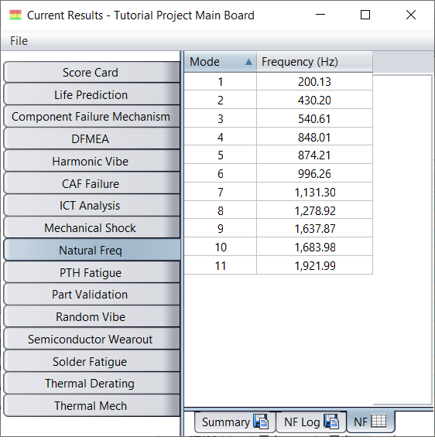 Current Results - Tutorial Project Main Board
File
Score Card
Life Prediction
Component Failure Mechanism
DFMEA
Harmonic Vibe
CAF Failure
ICT Analysis
Mechanical Shock
Natural Freq
PTH Fatigue
Part Validation
Random Vibe
Semiconductor Wearout
Solder Fatigue
Thermal Derating
Thermal Mech
Mode Frequency (Hz)
1 200.13
2 430.20
3 540.61
4 848.01
5 874.21
6 996.26
7 1,131.30
8 1,278.92
9 1,637.87
10 1,683.98
11 1,921.99
Summary NF Log NF